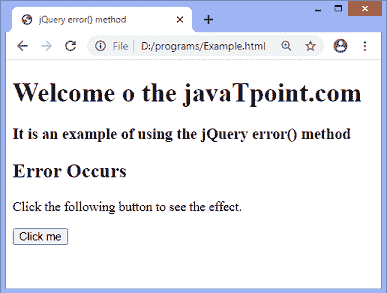 jQuery error() method
File
D:/programs/Example.html
Welcome o the javaTpoint.com
It is an example of using the jQuery error() method
Error Occurs
Click the following button to see the effect.
Click me